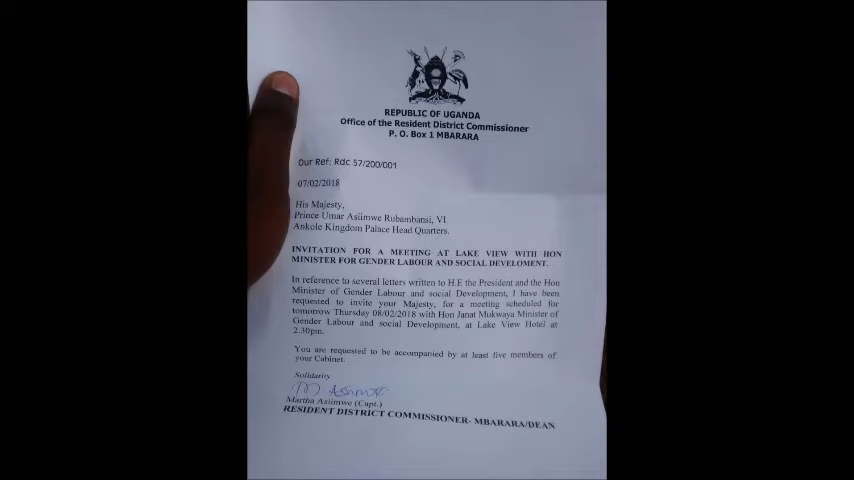 REPUBLIC OF UGANDA
Office of the Resident District Commissioner
P. O. Box 1 MBARARA
Our Ref: Rdc 57/200/001
07/02/2018
His Majesty,
Prince Umar Asiimwe Rubambansi, VI
Ankole Kingdom Palace Head Quarters.
INVITATION FOR A MEETING AT LAKE VIEW WITH HON
MINISTER FOR GENDER LABOUR AND SOCIAL DEVELOMENT.
In reference to several letters written to H.E the President and the Hon
Minister of Gender Labour and social Development, I have been
requested to invite your Majesty, for a meeting scheduled for
tomorrow Thursday 08/02/2018 with Hon Janat Mukwaya Minister of
Gender Labour and social Development, at Lake View Hotel at
2.30pm.
You are requested to be accompanied by at least five members of
your Cabinet.
Solidarity
Martha Asiimwe (Capt.)
RESIDENT DISTRICT COMMISSIONER- MBARARA/DEAN